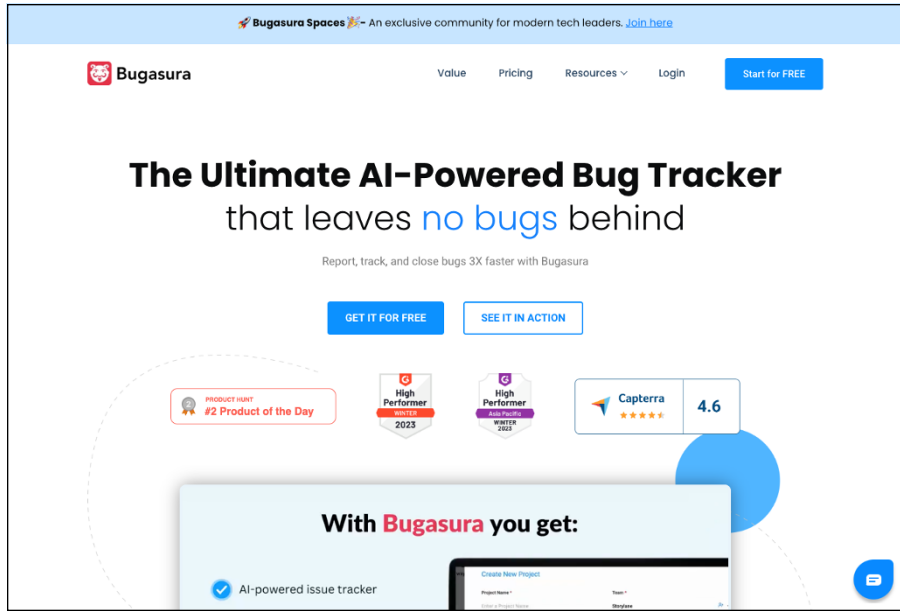 🚀 Bugasura Spaces 🎉- An exclusive community for modern tech leaders. Join here
Bugasura
Value Pricing Resources Login Start for FREE
The Ultimate AI-Powered Bug Tracker
that leaves no bugs behind
Report, track, and close bugs 3X faster with Bugasura
GET IT FOR FREE SEE IT IN ACTION
PRODUCT HUNT
#2 Product of the Day
High
Performer
WINTER
2023
High
Performer
Asia Pacific
WINTER
2023
Capterra
4.6
With Bugasura you get:
AI-powered issue tracker
Create New Project
Project Name * Team *
Enter a Project Name Storylane